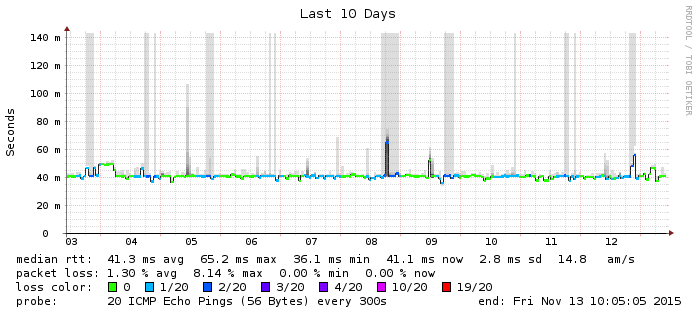 Last 10 Days
RRDTOOL / TOBI OETIKER
Seconds
140 m
120 m
100 m
80 m
60 m
40 m
20 m
0
03 04 05 06 07 08 09 10 11 12
median rtt: 41.3 ms avg 65.2 ms max 36.1 ms min 41.1 ms now 2.8 ms sd 14.8 am/s
packet loss: 1.30 % avg 8.14 % max 0.00 % min 0.00 % now
loss color: 0 1/20 2/20 3/20 4/20 10/20 19/20
probe: 20 ICMP Echo Pings (56 Bytes) every 300s end: Fri Nov 13 10:05:05 2015